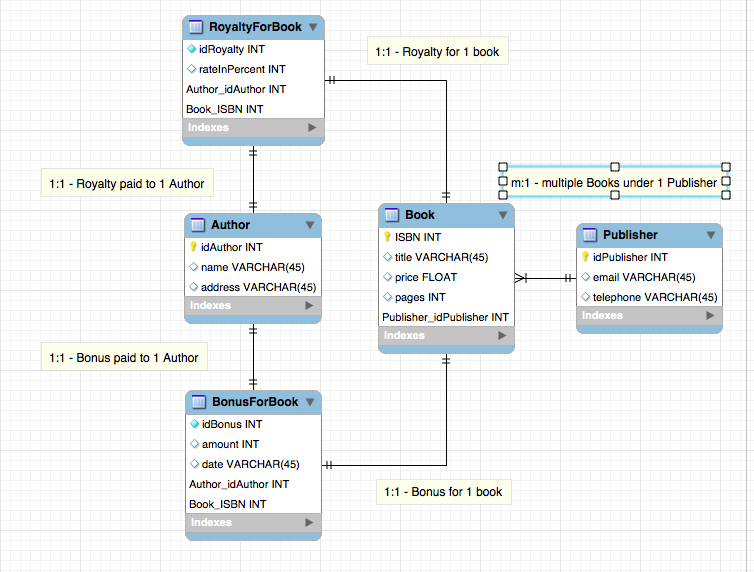 RoyaltyForBook
idRoyalty INT
rateInPercent INT
Author_idAuthor INT
Book_ISBN INT
Indexes
1:1 - Royalty for 1 book
1:1 - Royalty paid to 1 Author
m:1 - multiple Books under 1 Publisher
Author
idAuthor INT
name VARCHAR(45)
address VARCHAR(45)
Indexes
Book
ISBN INT
title VARCHAR(45)
price FLOAT
pages INT
Publisher_idPublisher INT
Indexes
Publisher
idPublisher INT
email VARCHAR(45)
telephone VARCHAR(45)
Indexes
1:1 - Bonus paid to 1 Author
BonusForBook
idBonus INT
amount INT
date VARCHAR(45)
Author_idAuthor INT
Book_ISBN INT
Indexes
1:1 - Bonus for 1 book